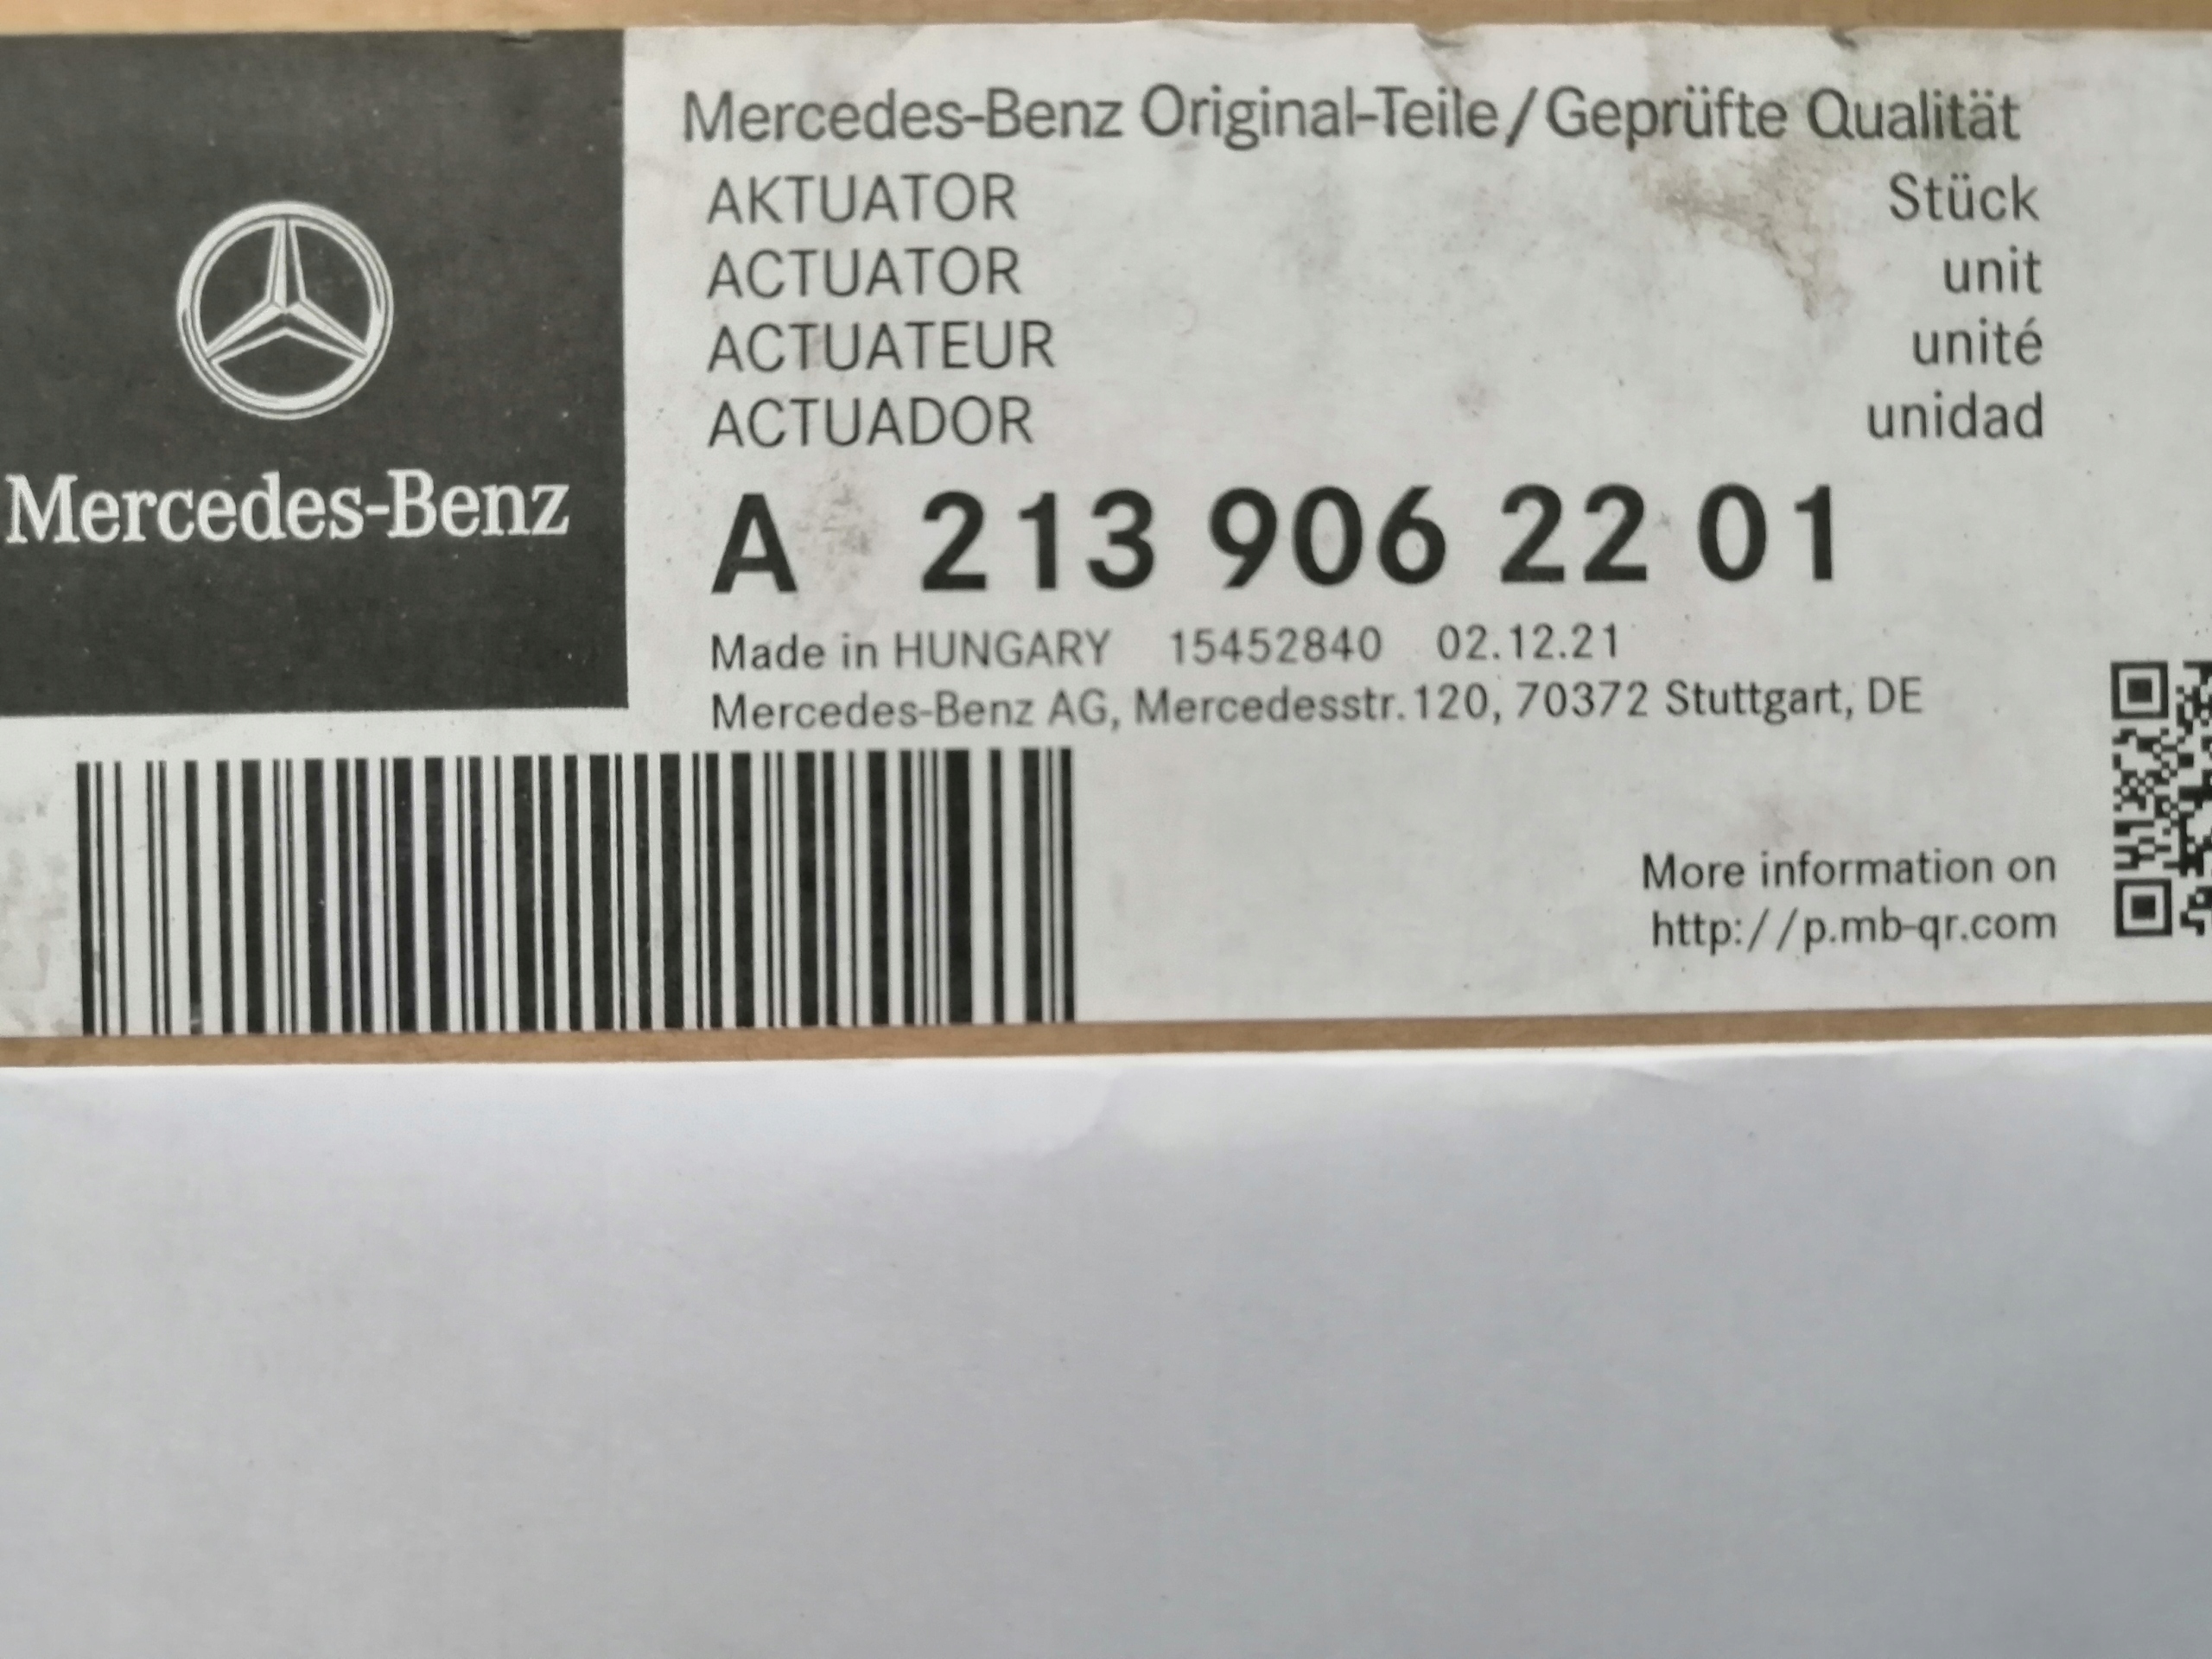 Mercedes-Benz
Mercedes-Benz Original-Teile/Geprüfte Qualität
AKTUATOR Stück
ACTUATOR unit
ACTUATEUR unité
ACTUADOR unidad
A 213 906 22 01
Made in HUNGARY 15452840 02.12.21
Mercedes-Benz AG, Mercedesstr.120, 70372 Stuttgart, DE
More information on
http://p.mb-qr.com